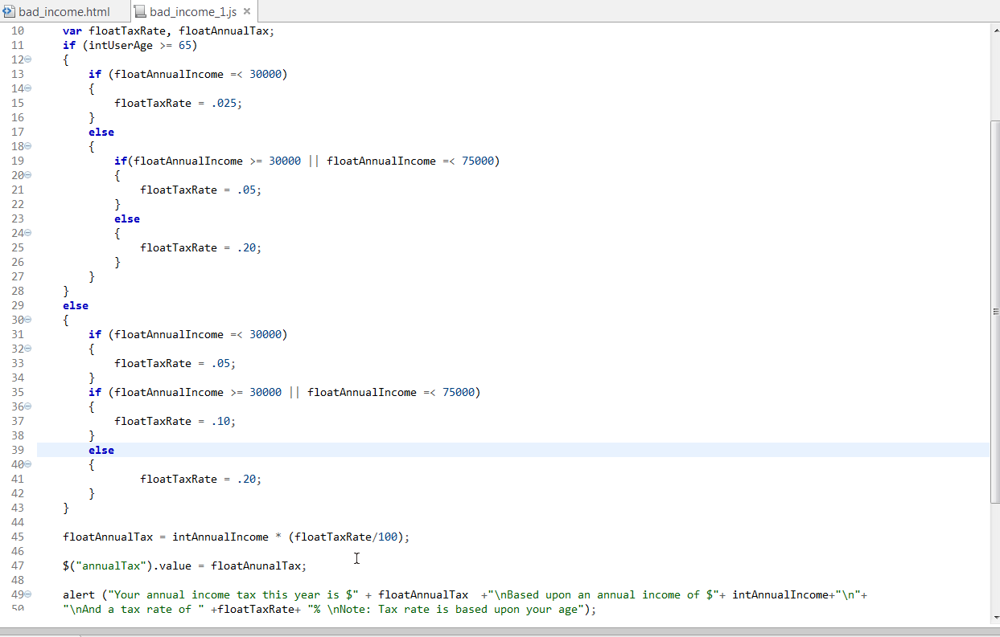 bad_income.html bad_income_1.js
10 var floatTaxRate, floatAnnualTax;
11 if (intUserAge >= 65)
12 {
13 if (floatAnnualIncome =< 30000)
14 {
15 floatTaxRate = .025;
16 }
17 else
18 {
19 if(floatAnnualIncome >= 30000 || floatAnnualIncome =< 75000)
20 {
21 floatTaxRate = .05;
22 }
23 else
24 {
25 floatTaxRate = .20;
26 }
27 }
28 }
29 else
30 {
31 if (floatAnnualIncome =< 30000)
32 {
33 floatTaxRate = .05;
34 }
35 if (floatAnnualIncome >= 30000 || floatAnnualIncome =< 75000)
36 {
37 floatTaxRate = .10;
38 }
39 else
40 {
41 floatTaxRate = .20;
42 }
43 }
44
45 floatAnnualTax = intAnnualIncome * (floatTaxRate/100);
46
47 $("annualTax").value = floatAnunalTax;
48
49 alert ("Your annual income tax this year is $" + floatAnnualTax +"\nBased upon an annual income of $"+ intAnnualIncome+"\n"+
50 "\nAnd a tax rate of " +floatTaxRate+ "% \nNote: Tax rate is based upon your age");